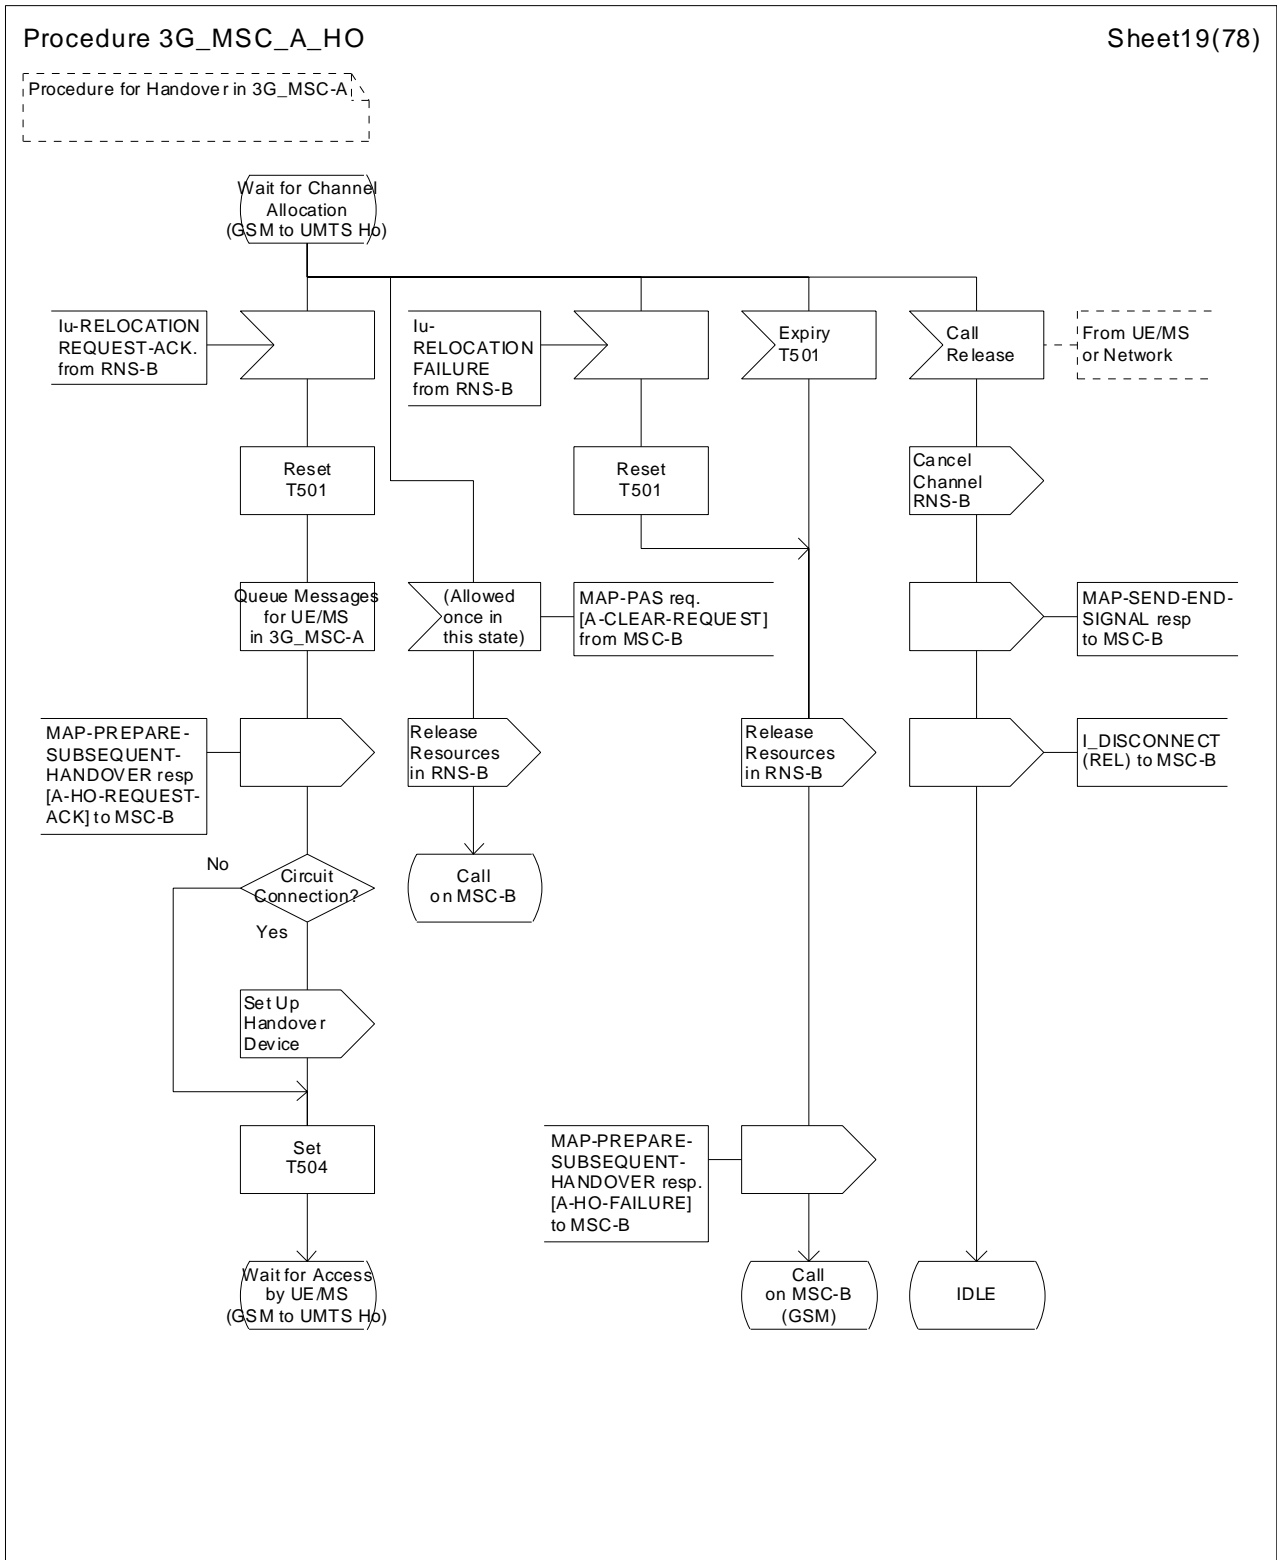 Procedure 3G_MSC_A_HO
Sheet19(78)
Procedure for Handover in 3G_MSC-A
Wait for Channel
Allocation
(GSM to UMTS Ho)
Iu-RELOCATION
REQUEST-ACK.
from RNS-B
Iu-
RELOCATION
FAILURE
from RNS-B
Expiry
T501
Call
Release
From UE/MS
or Network
Reset
T501
Reset
T501
Cancel
Channel
RNS-B
Queue Messages
for UE/MS
in 3G_MSC-A
(Allowed
once in
this state)
MAP-PAS req.
[A-CLEAR-REQUEST]
from MSC-B
MAP-SEND-END-
SIGNAL resp
to MSC-B
MAP-PREPARE-
SUBSEQUENT-
HANDOVER resp
[A-HO-REQUEST-
ACK] to MSC-B
Release
Resources
in RNS-B
Release
Resources
in RNS-B
I_DISCONNECT
(REL) to MSC-B
No
Circuit
Connection?
Yes
Call
on MSC-B
Set Up
Handover
Device
Set
T504
MAP-PREPARE-
SUBSEQUENT-
HANDOVER resp.
[A-HO-FAILURE]
to MSC-B
Wait for Access
by UE/MS
(GSM to UMTS Ho)
Call
on MSC-B
(GSM)
IDLE